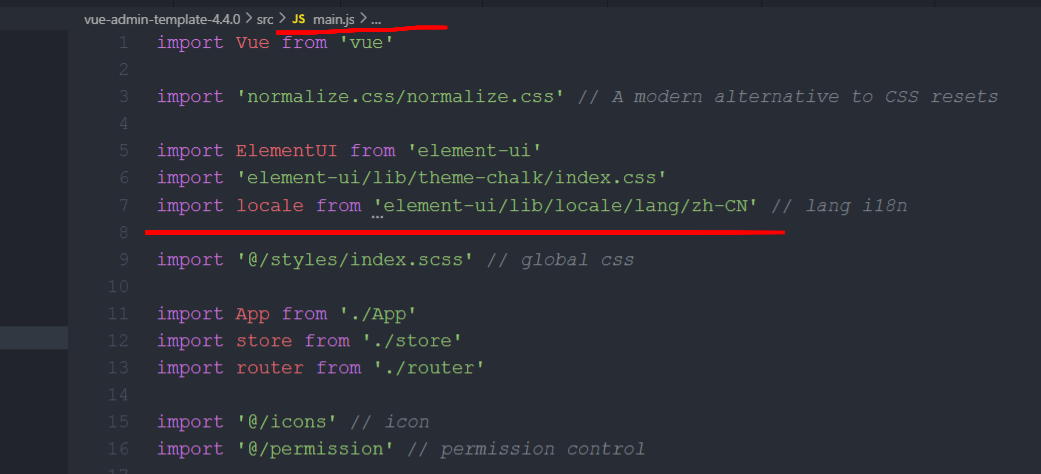 vue-admin-template-4.4.0 > src > JS main.js > ...
1 import Vue from 'vue'
2
3 import 'normalize.css/normalize.css' // A modern alternative to CSS resets
4
5 import ElementUI from 'element-ui'
6 import 'element-ui/lib/theme-chalk/index.css'
7 import locale from 'element-ui/lib/locale/lang/zh-CN' // lang i18n
8
9 import '@/styles/index.scss' // global css
10
11 import App from './App'
12 import store from './store'
13 import router from './router'
14
15 import '@/icons' // icon
16 import '@/permission' // permission control
17